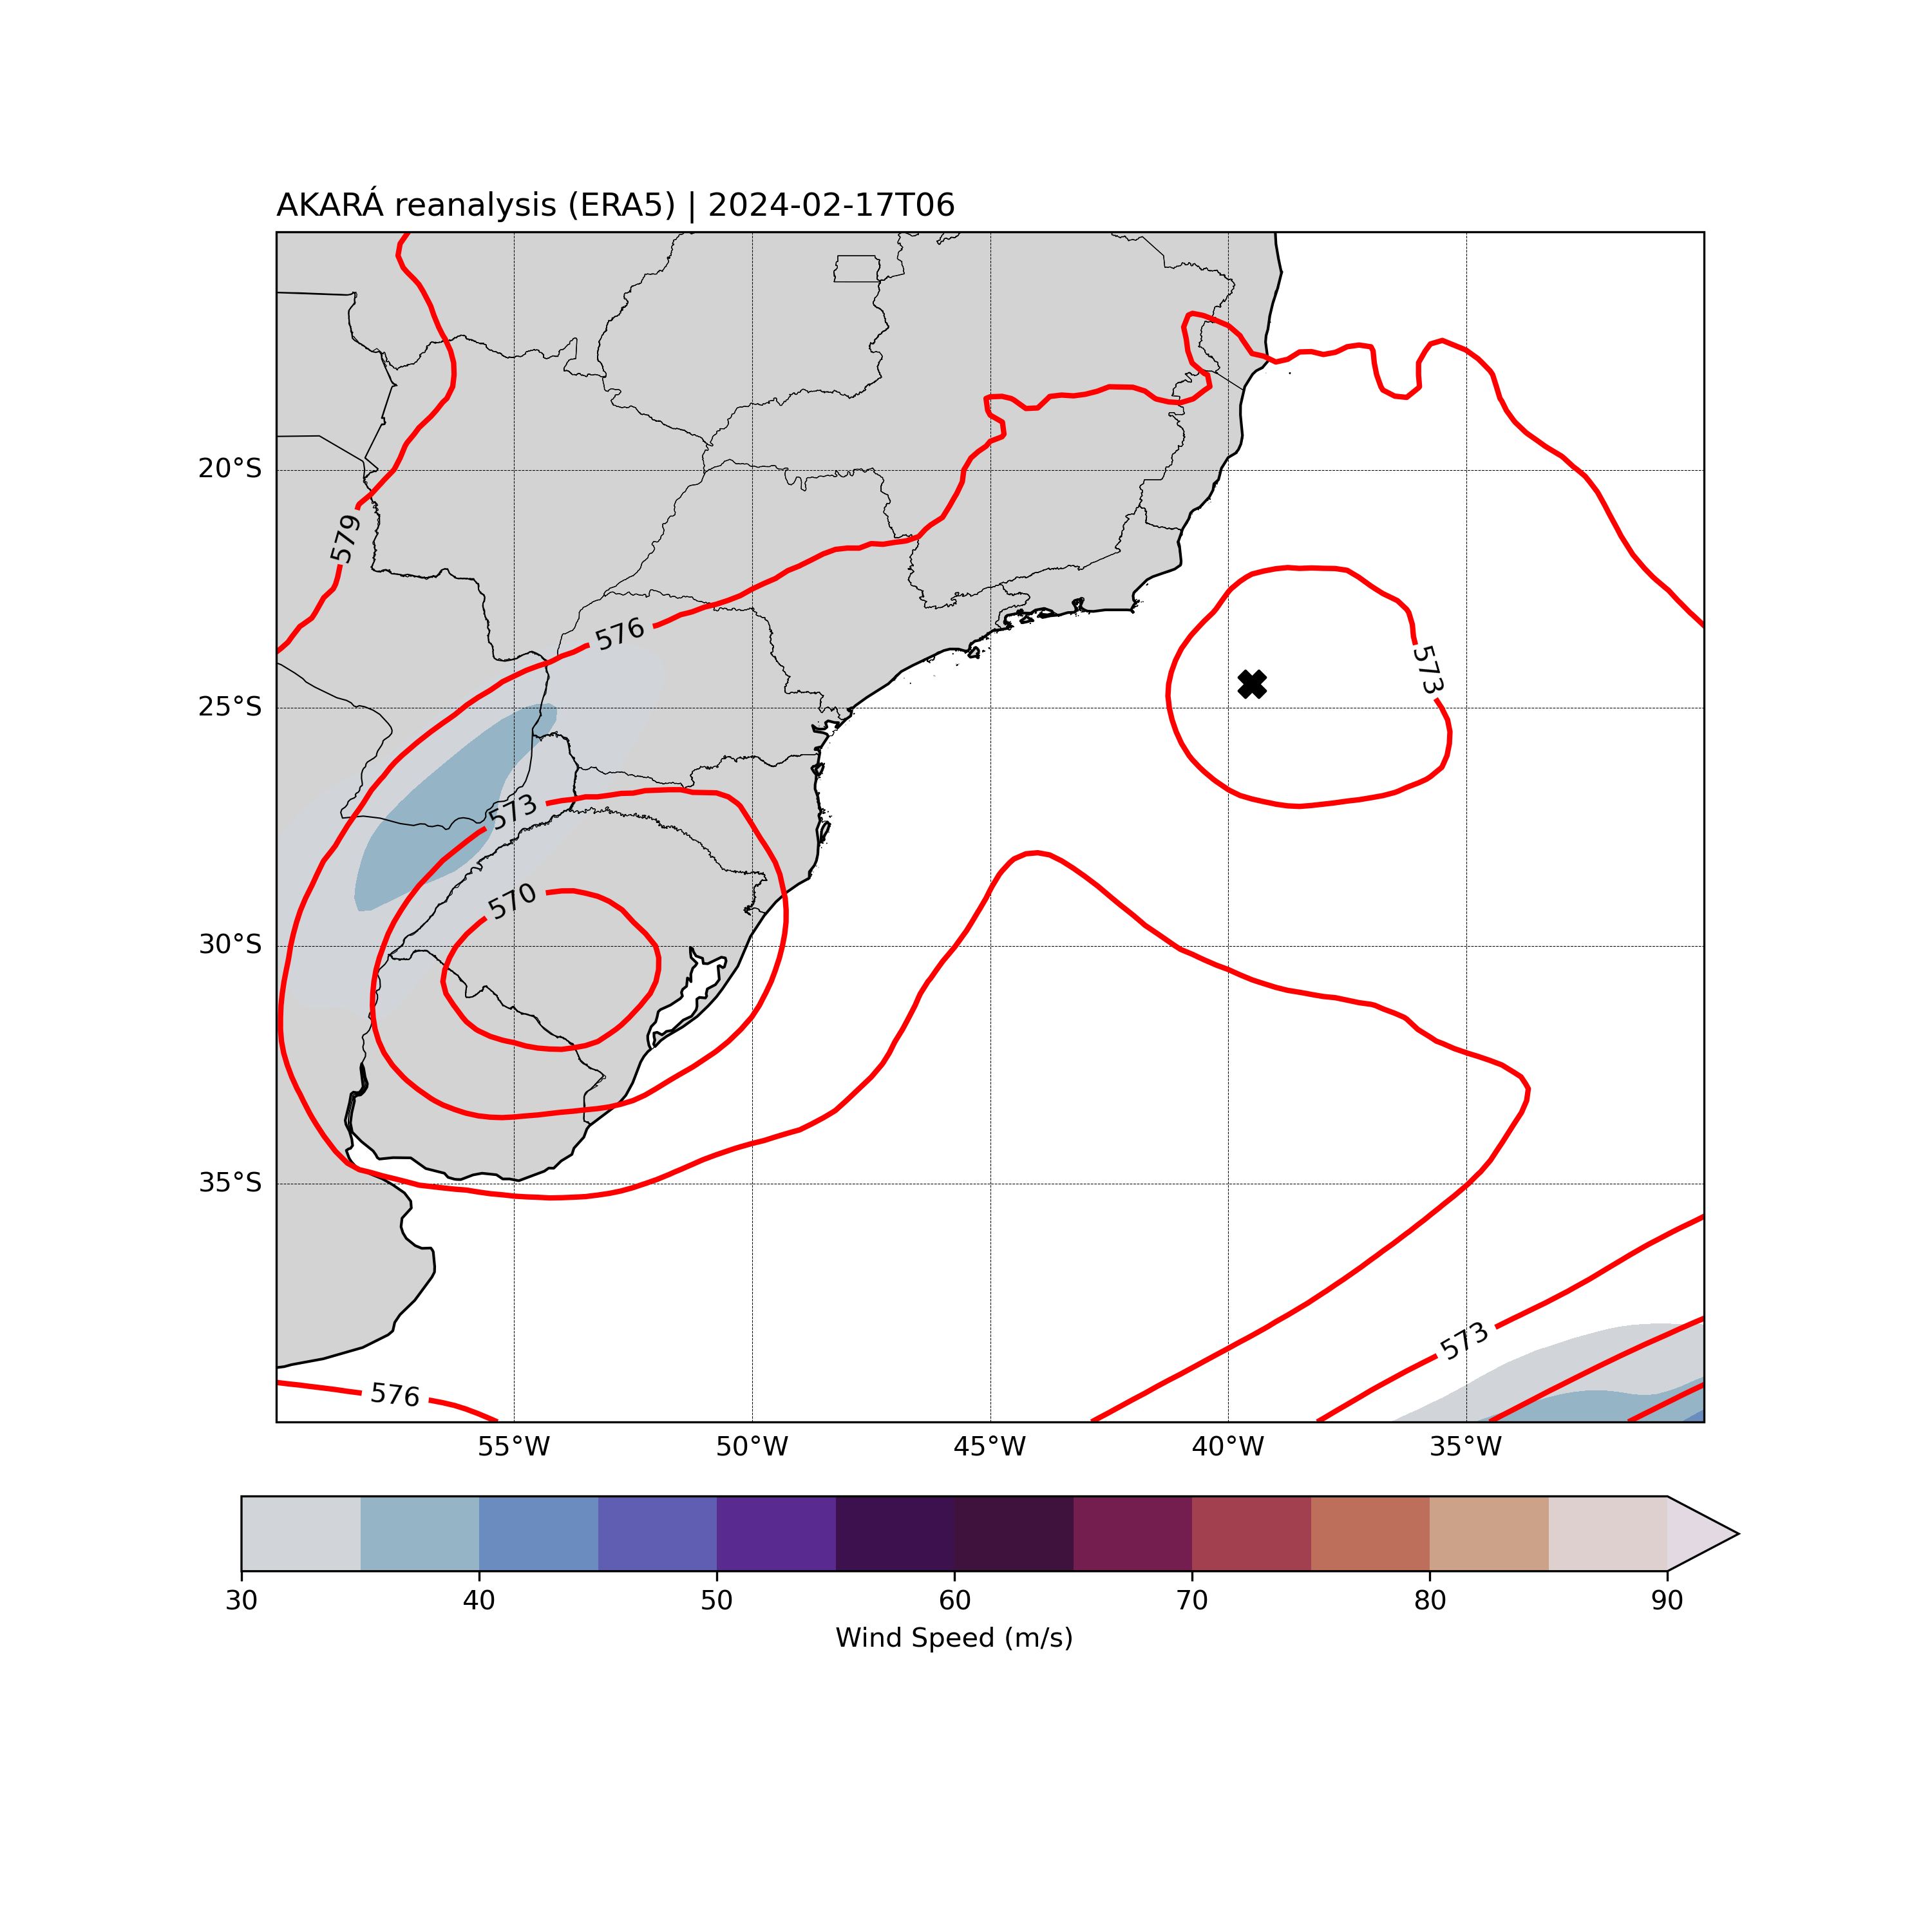 AKARÁ reanalysis (ERA5) | 2024-02-17T06
579
576
573
570
573
573
576
20°S
25°S
30°S
35°S
55°W 50°W 45°W 40°W 35°W
30 40 50 60 70 80 90
Wind Speed (m/s)